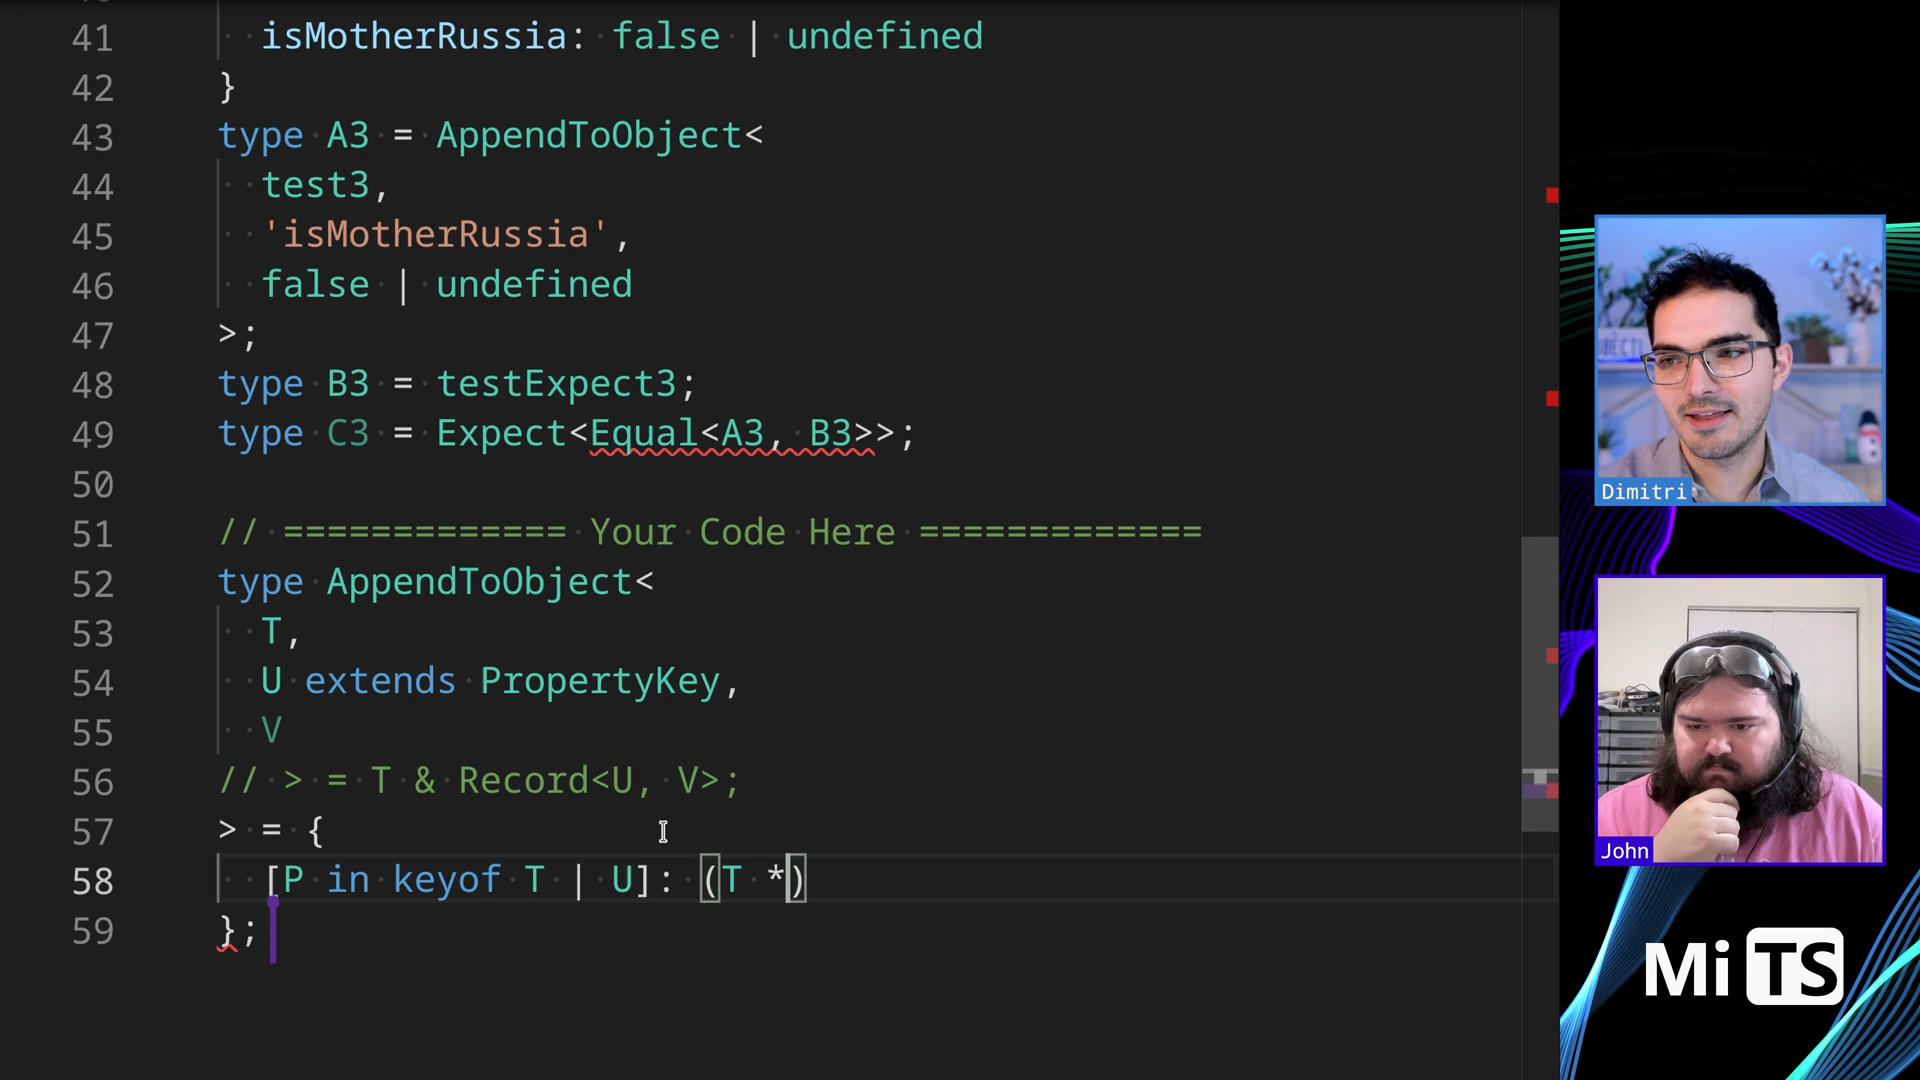 41 isMotherRussia: false | undefined
42 }
43 type A3 = AppendToObject<
44 test3,
45 'isMotherRussia',
46 false | undefined
47 >;
48 type B3 = testExpect3;
49 type C3 = Expect<Equal<A3, B3>>;
50
51 // ============= Your Code Here =============
52 type AppendToObject<
53 T,
54 U extends PropertyKey,
55 V
56 // > = T & Record<U, V>;
57 > = {
58 [P in keyof T | U]: (T *)
59 };
Dimitri
John
Mi TS